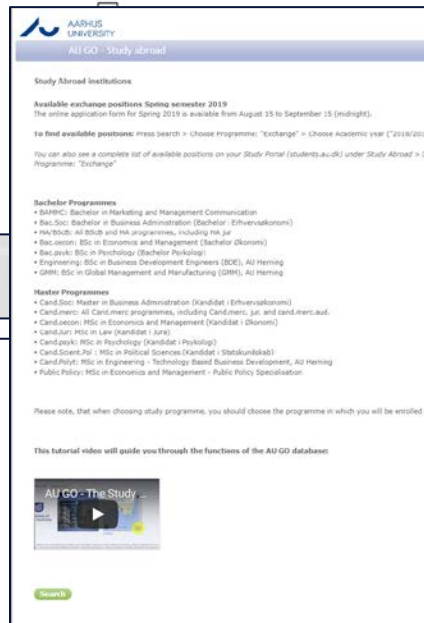 AARHUS
UNIVERSITY
AU GO - Study abroad
Study Abroad institutions
Available exchange positions Spring semester 2019
The online application form for Spring 2019 is available from August 15 to September 15 (midnight).
To find available positions: Press Search > Choose Programme: "Exchange" > Choose Academic year ("2018/201
You can also see a complete list of available positions on your Study Portal (students.au.dk) under Study Abroad >
Programme: "Exchange"
Bachelor Programmes
• BAMMC: Bachelor in Marketing and Management Communication
• Bac.Soc: Bachelor in Business Administration (Bachelor i Erhvervsøkonomi)
• HA/BScB: All BScB and HA programmes, including HA jur
• Bac.oecon: BSc in Economics and Management (Bachelor Økonomi)
• Bac.psyk: BSc in Psychology (Bachelor Psykologi)
• Engineering: BSc in Business Development Engineers (BDE), AU Herning
• GMM: BSc in Global Management and Manufacturing (GMM), AU Herning
Master Programmes
• Cand.Soc: Master in Business Administration (Kandidat i Erhvervsøkonomi)
• Cand.merc: All Cand.merc programmes, including Cand.merc. jur. and cand.merc.aud.
• Cand.oecon: MSc in Economics and Management (Kandidat i Økonomi)
• Cand.Jur: MSc in Law (Kandidat i Jura)
• Cand.psyk: MSc in Psychology (Kandidat i Psykologi)
• Cand.Scient.Pol : MSc in Political Sciences (Kandidat i Statskundskab)
• Cand.Polyt: MSc in Engineering - Technology Based Business Development, AU Herning
• Public Policy: MSc in Economics and Management - Public Policy Specialisation
Please note, that when choosing study programme, you should choose the programme in which you will be enrolled
This tutorial video will guide you through the functions of the AU GO database:
AU GO - The Study ...
Search